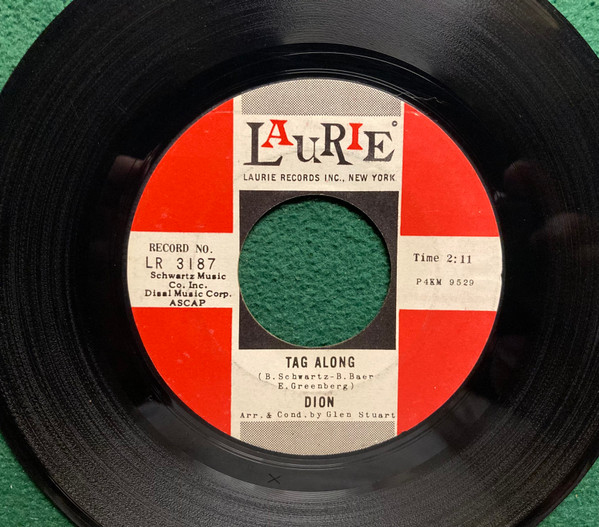 LAURIE
LAURIE RECORDS INC., NEW YORK
RECORD NO.
LR 3187
Schwartz Music
Co. Inc.
Disal Music Corp.
ASCAP
Time 2:11
P4KM 9529
TAG ALONG
(B.Schwartz-B.Baer
E.Greenberg)
DION
Arr.& Cond.by Glen Stuart
X